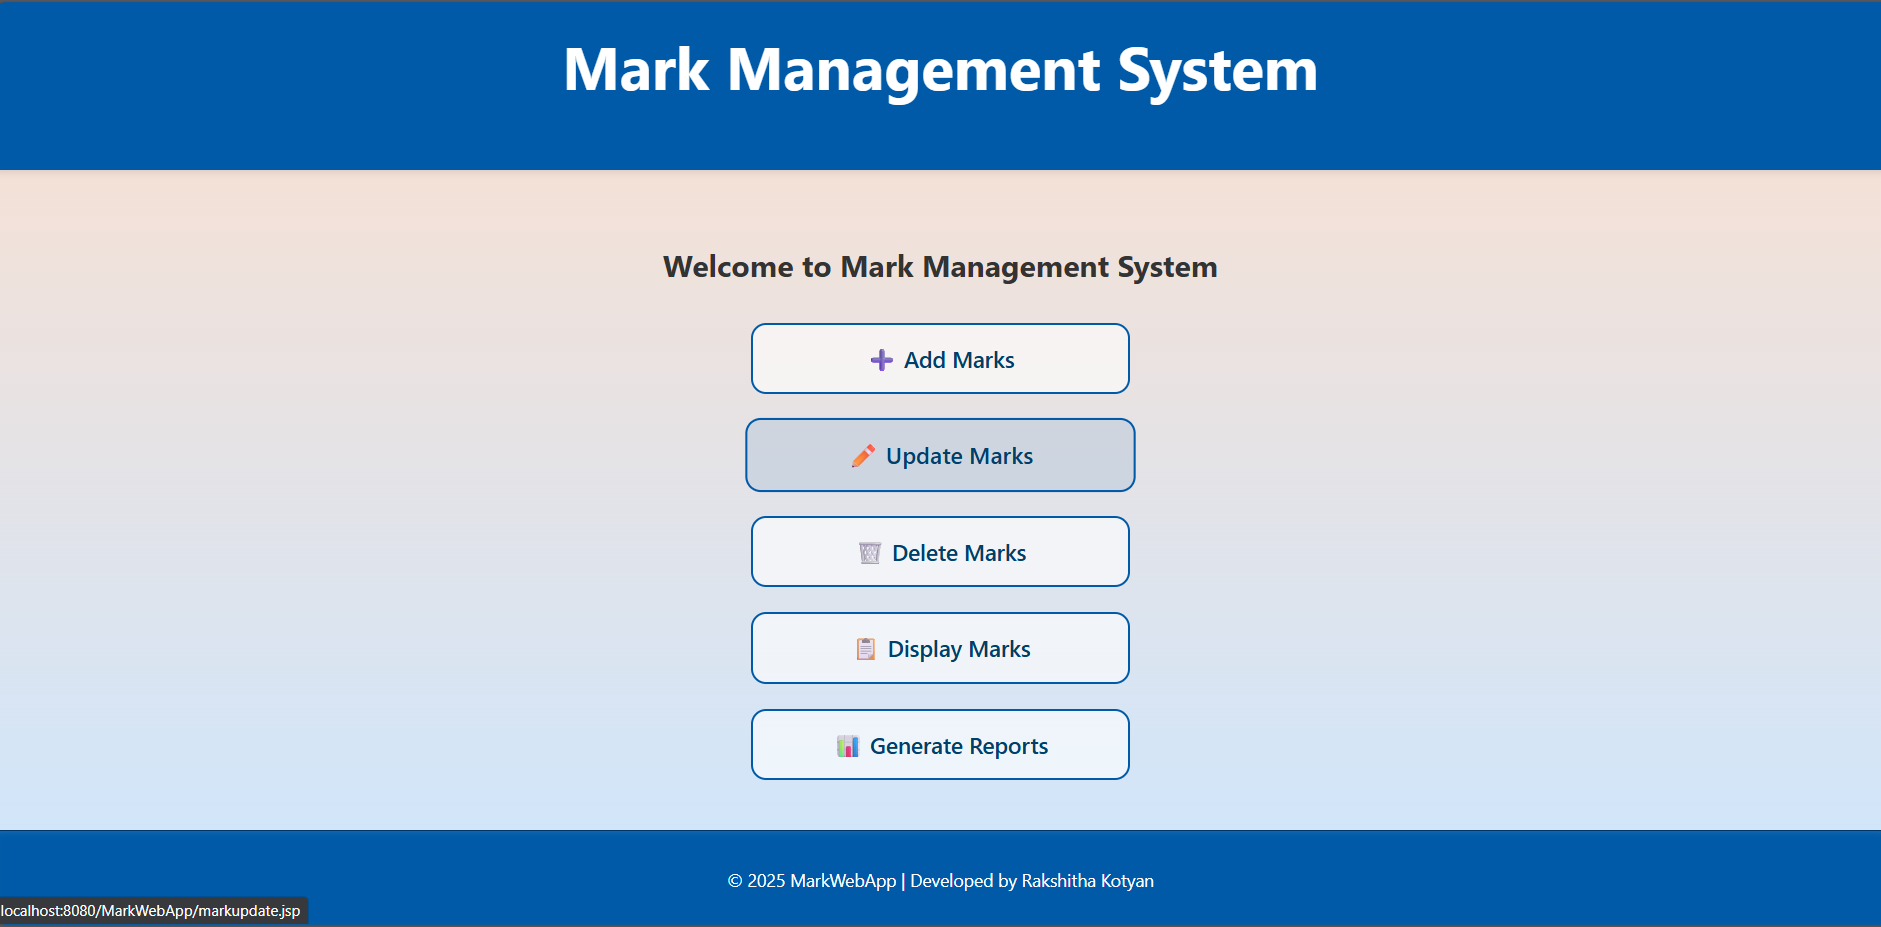 Mark Management System
Welcome to Mark Management System
Add Marks
Update Marks
Delete Marks
Display Marks
Generate Reports
© 2025 MarkWebApp | Developed by Rakshitha Kotyan
localhost:8080/MarkWebApp/markupdate.jsp